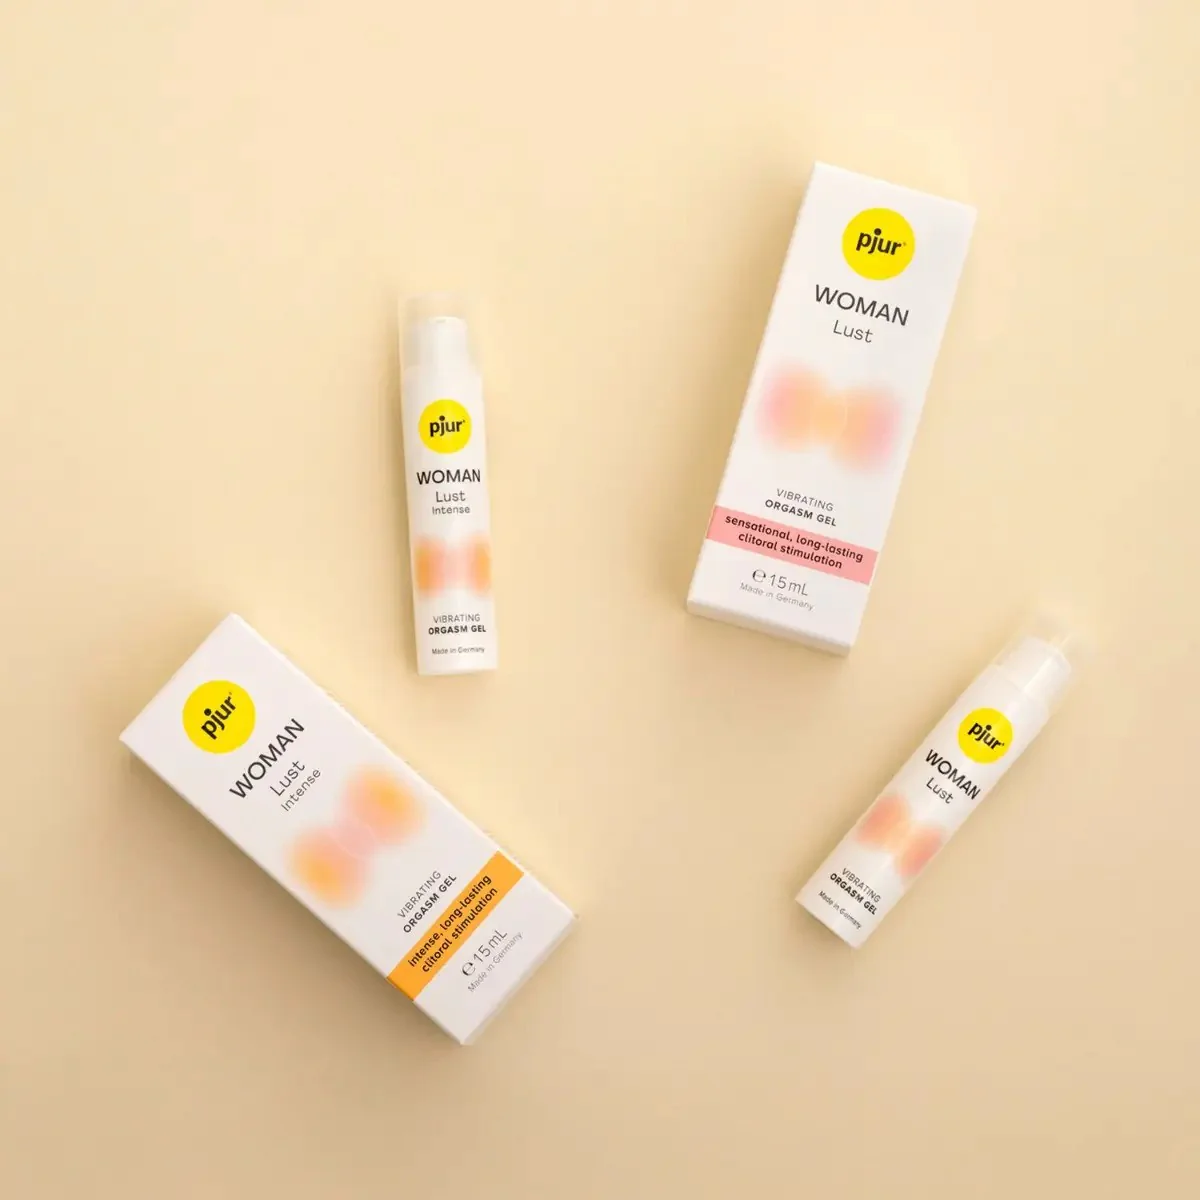 pjur
WOMAN
Lust
VIBRATING
ORGASM GEL
sensational, long-lasting
clitoral stimulation
℮ 15 mL
Made in Germany
pjur
WOMAN
Lust
Intense
VIBRATING
ORGASM GEL
Made in Germany
pjur
WOMAN
Lust
Intense
VIBRATING
ORGASM GEL
intense, long-lasting
clitoral stimulation
℮ 15 mL
Made in Germany
pjur
WOMAN
Lust
VIBRATING
ORGASM GEL
Made in Germany